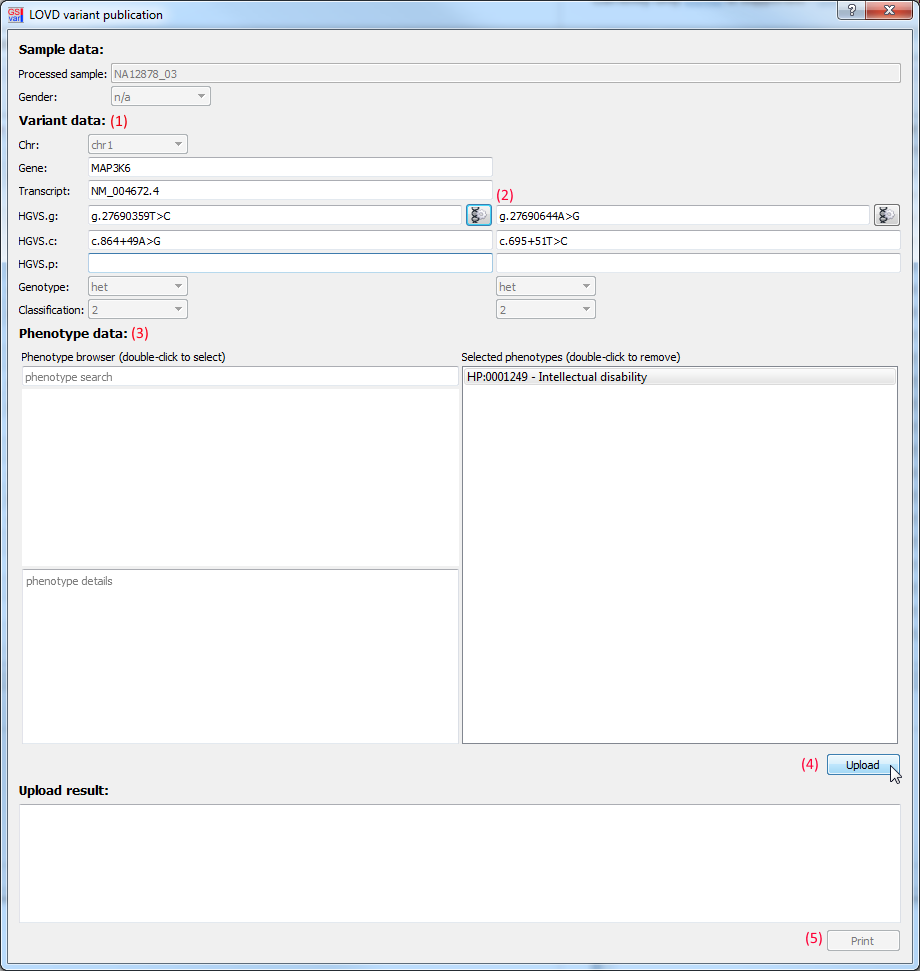 GS var LOVD variant publication ?
Sample data:
Processed sample: NA12878_03
Gender: n/a
Variant data: (1)
Chr: chr1
Gene: MAP3K6
Transcript: NM_004672.4
(2)
HGVS.g: g.27690359T>C g.27690644A>G
HGVS.c: c.864+49A>G c.695+51T>C
HGVS.p:
Genotype: het het
Classification: 2 2
Phenotype data: (3)
Phenotype browser (double-click to select) Selected phenotypes (double-click to remove)
phenotype search HP:0001249 - Intellectual disability
phenotype details
(4) Upload
Upload result:
(5) Print